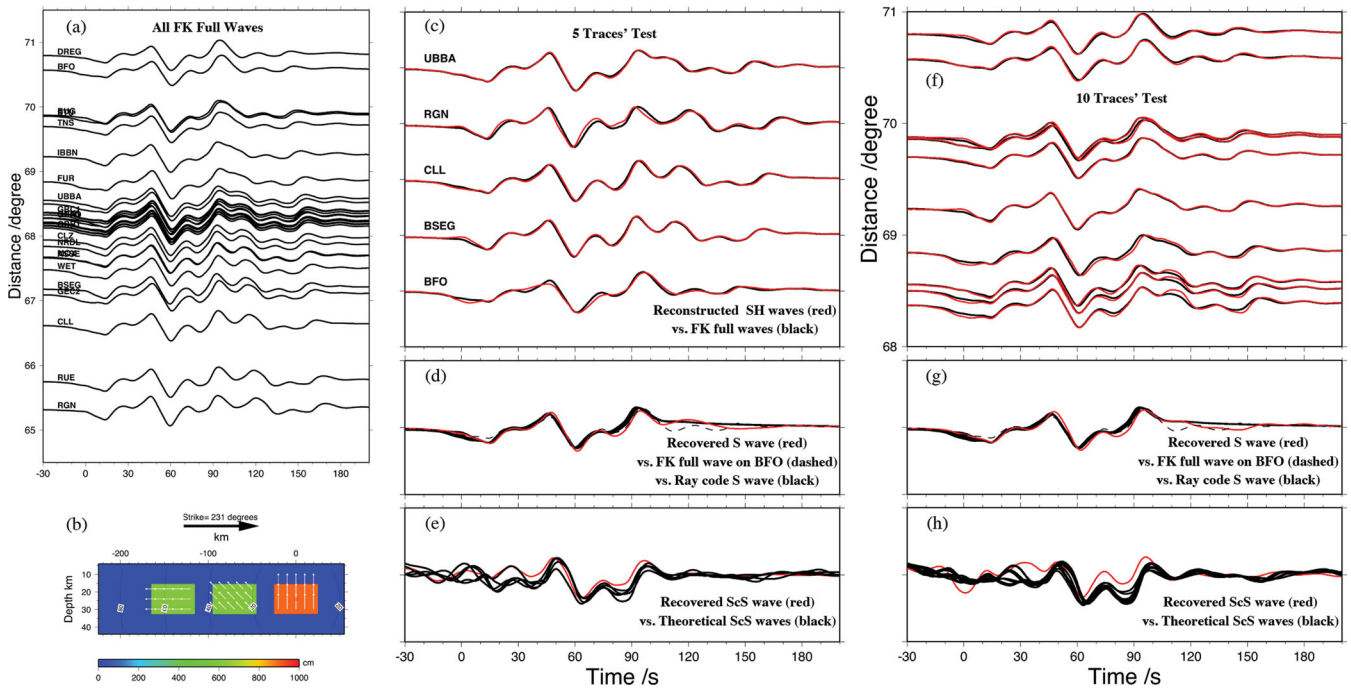 (a)
All FK Full Waves
71
70
69
68
67
66
65
Distance /degree
DREG
BFO
TNS
IBBN
FUR
UBBA
CLZ
NRDL
WET
BSEG
GEC2
CLL
RUE
RGN
-30 0 30 60 90 120 150 180
(b)
Strike= 231 degrees
km
-200 -100 0
Depth km
10
20
30
40
cm
0 200 400 600 800 1000
(c)
5 Traces' Test
UBBA
RGN
CLL
BSEG
BFO
Reconstructed SH waves (red)
vs. FK full waves (black)
(d)
Recovered S wave (red)
vs. FK full wave on BFO (dashed)
vs. Ray code S wave (black)
(e)
Recovered ScS wave (red)
vs. Theoretical ScS waves (black)
-30 0 30 60 90 120 150 180
Time /s
71
70
69
68
Distance /degree
(f)
10 Traces' Test
(g)
Recovered S wave (red)
vs. FK full wave on BFO (dashed)
vs. Ray code S wave (black)
(h)
Recovered ScS wave (red)
vs. Theoretical ScS waves (black)
-30 0 30 60 90 120 150 180
Time /s